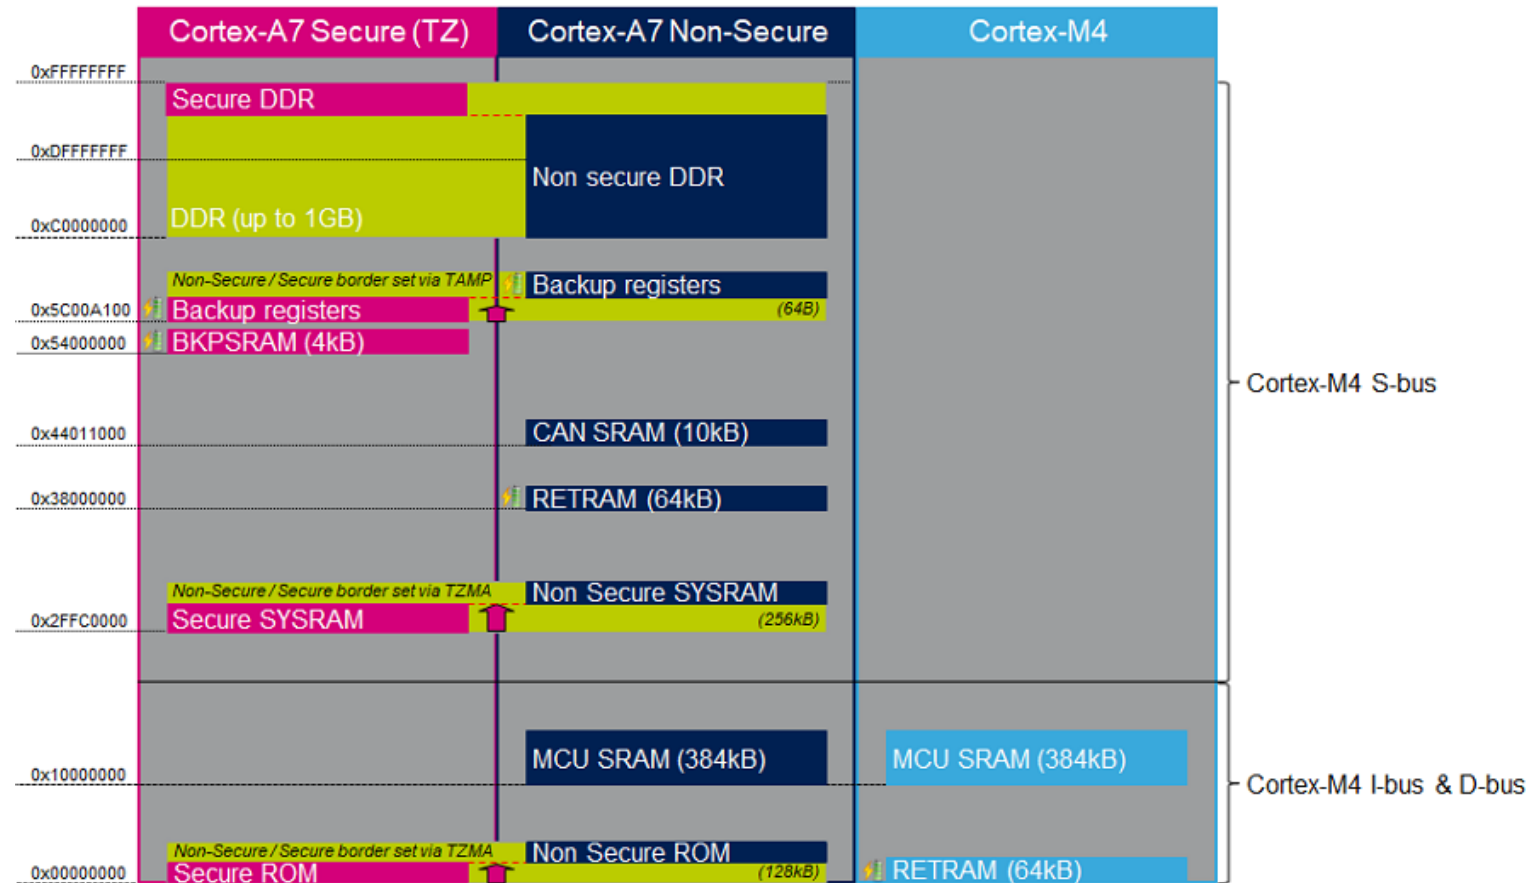 Cortex-A7 Secure (TZ)
Cortex-A7 Non-Secure
Cortex-M4
0xFFFFFFFF
Secure DDR
0xDFFFFFFF
Non secure DDR
DDR (up to 1GB)
0xC0000000
Non-Secure / Secure border set via TAMP
Backup registers
0x5C00A100
Backup registers
(64B)
0x54000000
BKPSRAM (4kB)
Cortex-M4 S-bus
0x44011000
CAN SRAM (10kB)
0x38000000
RETRAM (64kB)
Non-Secure / Secure border set via TZMA
Non Secure SYSRAM
0x2FFC0000
Secure SYSRAM
(256kB)
MCU SRAM (384kB)
MCU SRAM (384kB)
0x10000000
Cortex-M4 I-bus & D-bus
Non-Secure / Secure border set via TZMA
Non Secure ROM
0x00000000
Secure ROM
(128kB)
RETRAM (64kB)